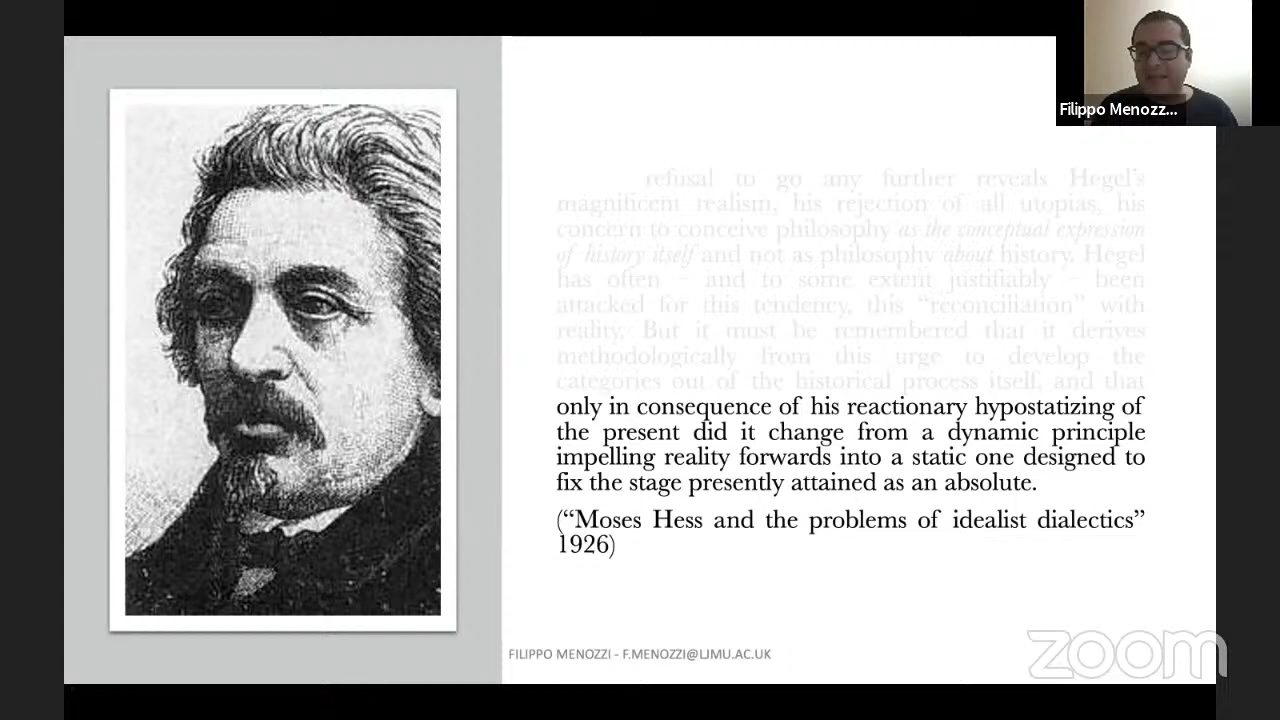 Filippo Menozz...
refusal to go any further reveals Hegel's
magnificent realism, his rejection of all utopias, his
concern to conceive philosophy as the conceptual expression
of history itself and not as philosophy about history. Hegel
has often – and to some extent justifiably – been
attacked for this tendency, this “reconciliation” with
reality. But it must be remembered that it derives
methodologically from this urge to develop the
categories out of the historical process itself, and that
only in consequence of his reactionary hypostatizing of
the present did it change from a dynamic principle
impelling reality forwards into a static one designed to
fix the stage presently attained as an absolute.
(“Moses Hess and the problems of idealist dialectics”
1926)
FILIPPO MENOZZI - F.MENOZZI@LJMU.AC.UK
zoom